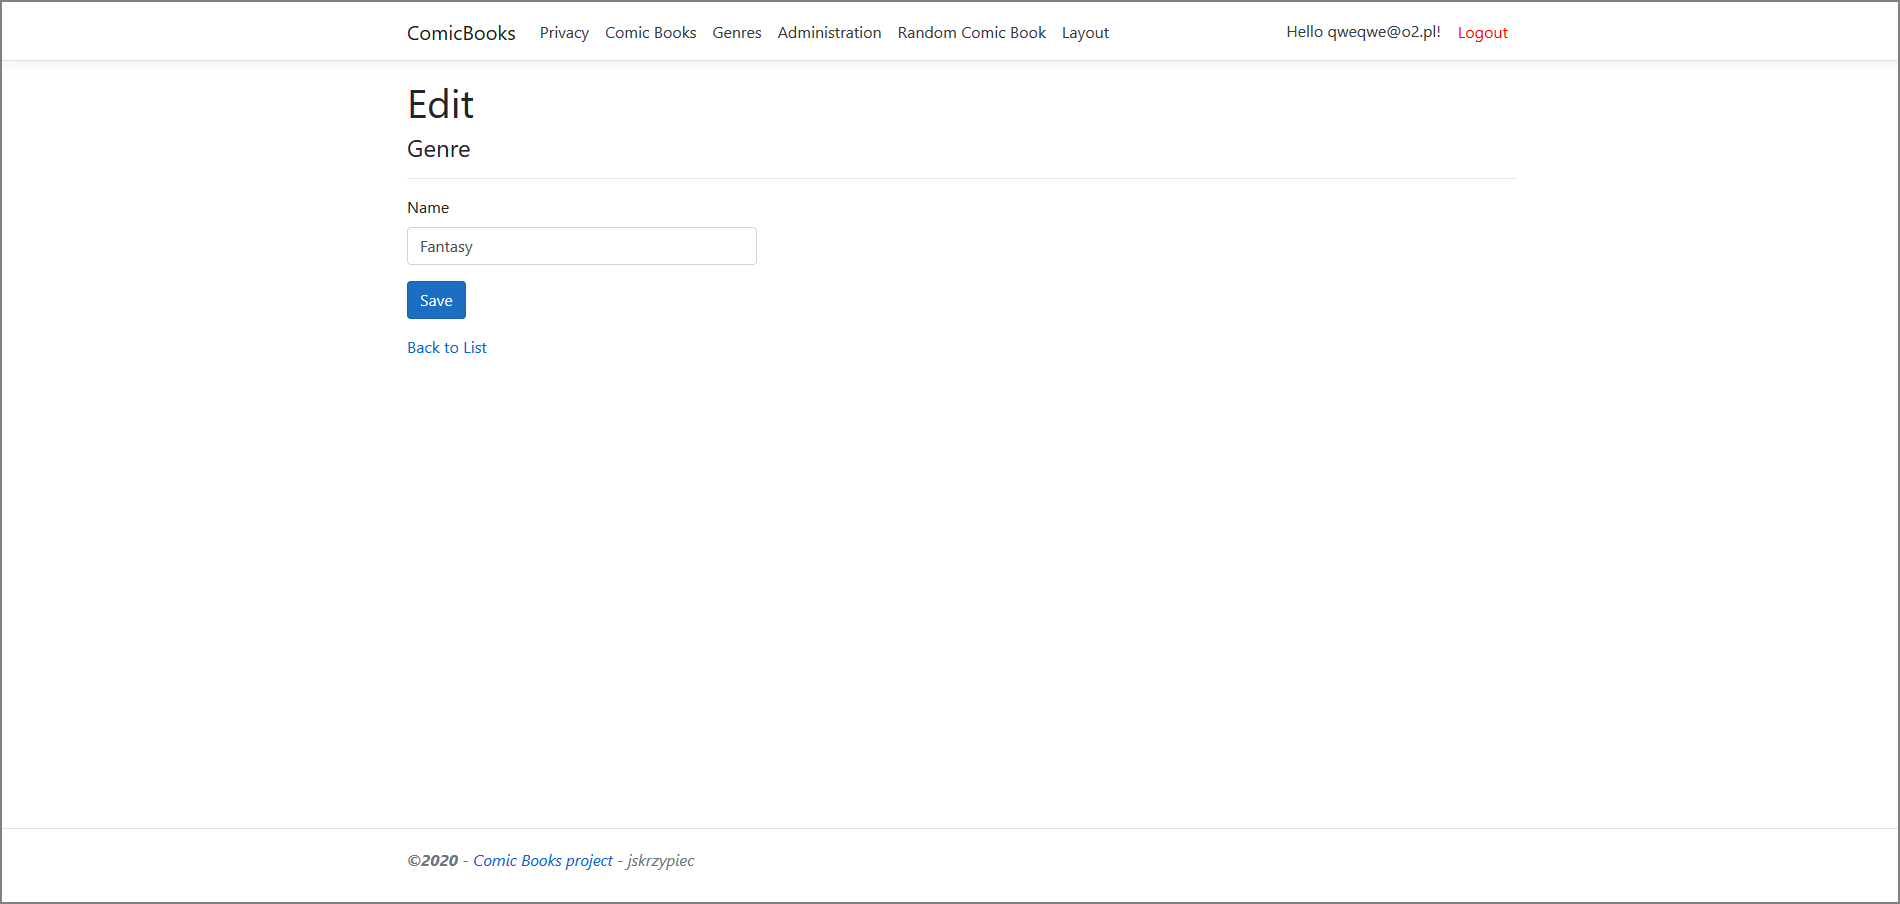 ComicBooks Privacy Comic Books Genres Administration Random Comic Book Layout Hello qweqwe@o2.pl! Logout
Edit
Genre
Name
Fantasy
Save
Back to List
©2020 - Comic Books project - jskrzypiec